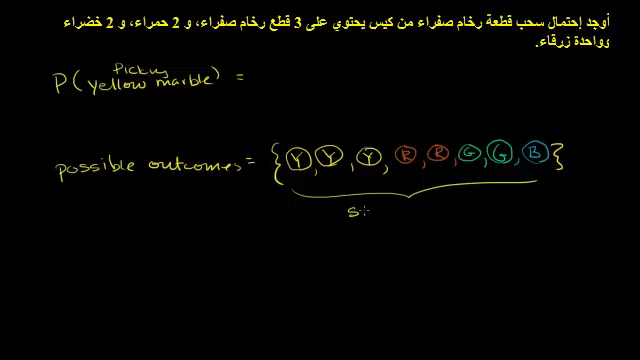 أوجد إحتمال سحب قطعة رخام صفراء من كيس يحتوي على 3 قطع رخام صفراء، و 2 حمراء، و 2 خضراء
وواحدة زرقاء.
Picking
P( yellow marble ) =
possible outcomes = { Y, Y, Y, R, R, G, G, B }